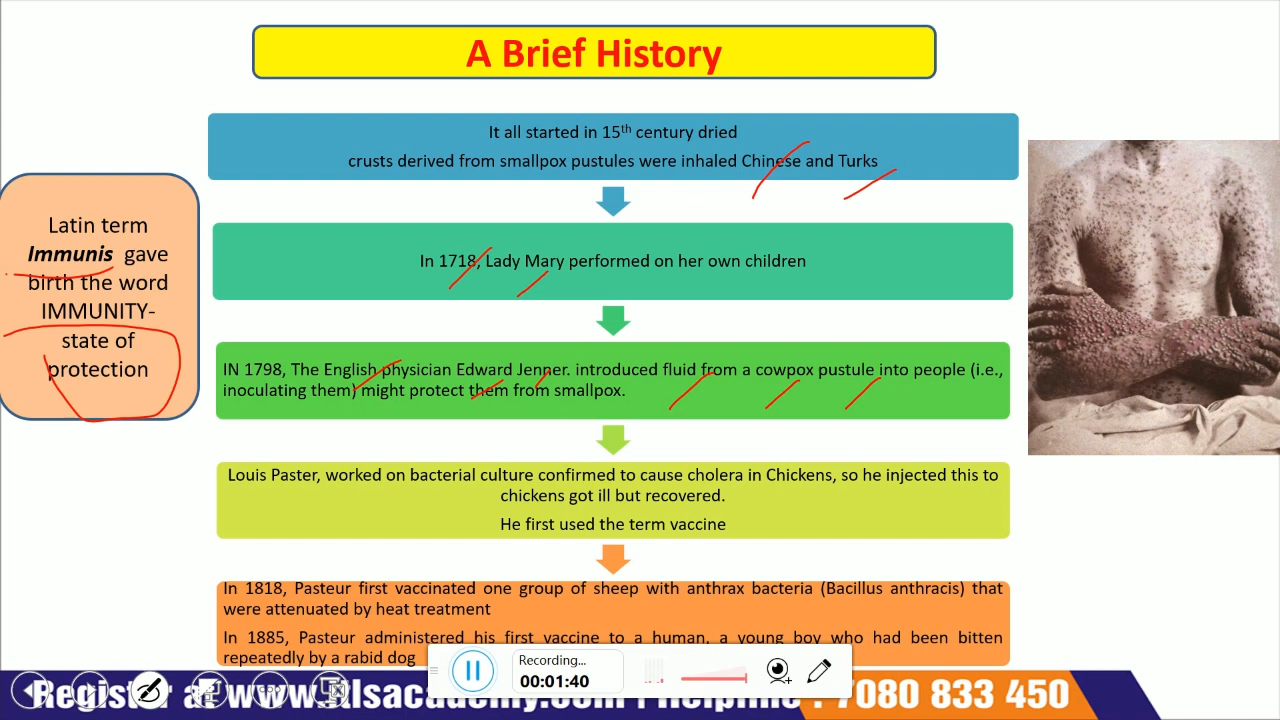 A Brief History
It all started in 15th century dried
crusts derived from smallpox pustules were inhaled Chinese and Turks
Latin term
Immunis gave
birth the word
IMMUNITY-
state of
protection
In 1718, Lady Mary performed on her own children
IN 1798, The English physician Edward Jenner. introduced fluid from a cowpox pustule into people (i.e.,
inoculating them) might protect them from smallpox.
Louis Paster, worked on bacterial culture confirmed to cause cholera in Chickens, so he injected this to
chickens got ill but recovered.
He first used the term vaccine
In 1818, Pasteur first vaccinated one group of sheep with anthrax bacteria (Bacillus anthracis) that
were attenuated by heat treatment
In 1885, Pasteur administered his first vaccine to a human, a young boy who had been bitten
repeatedly by a rabid dog
Recording...
00:01:40
Register www. : 7080 833 450